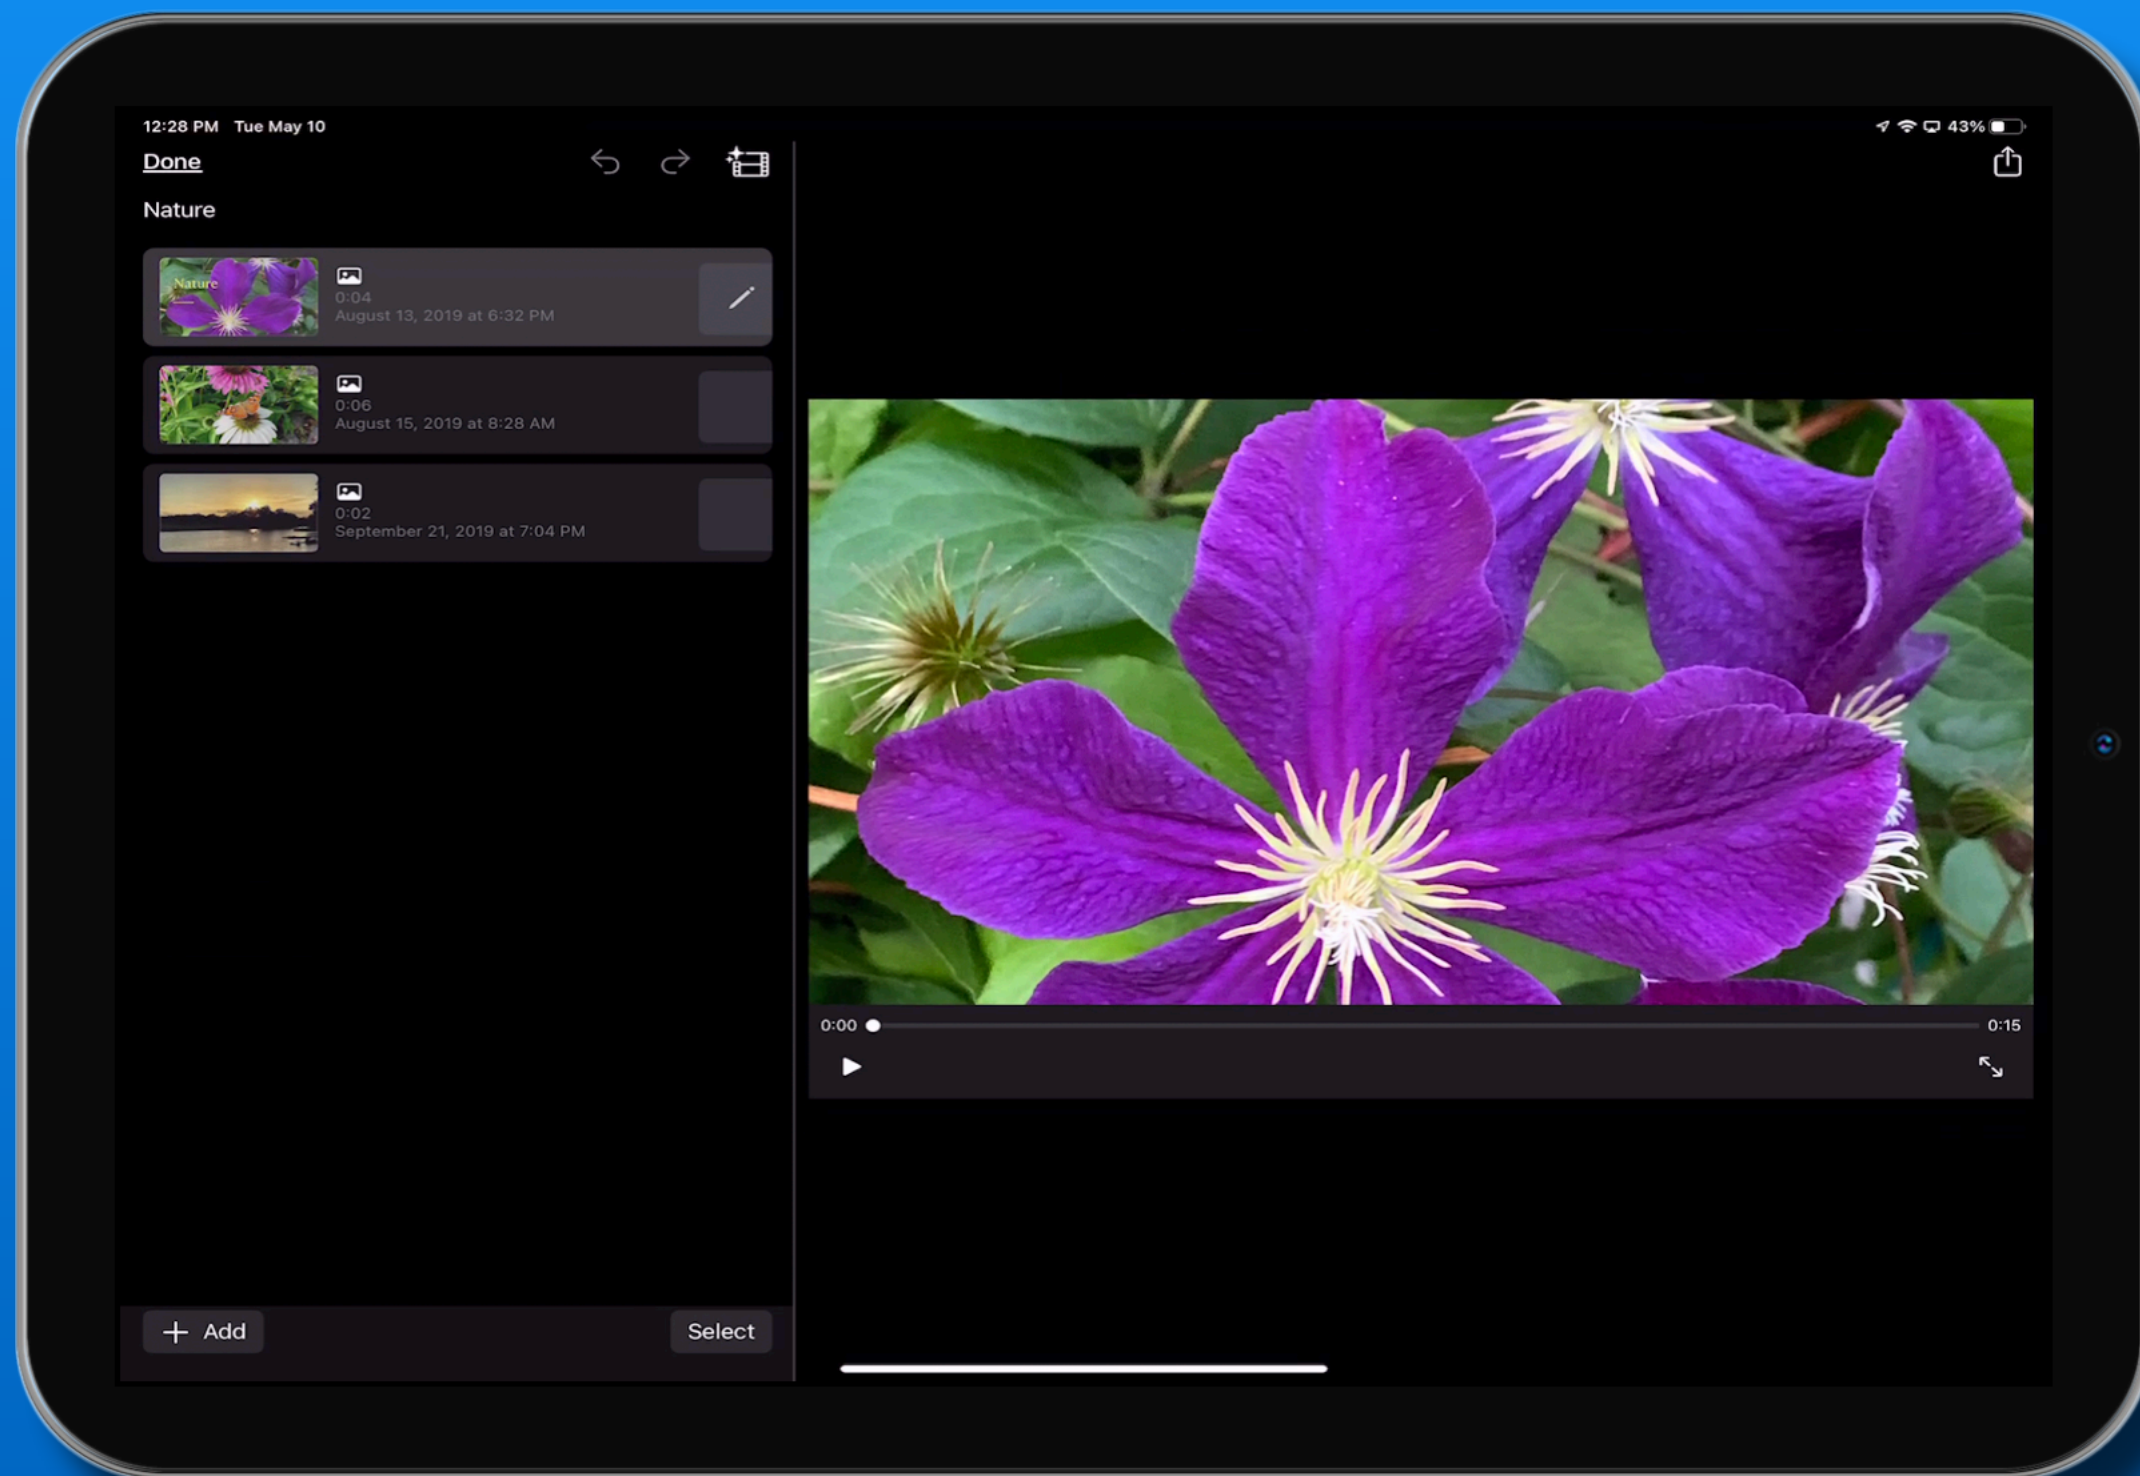 12:28 PM Tue May 10
43%
Done
Nature
Nature
0:04
August 13, 2019 at 6:32 PM
0:06
August 15, 2019 at 8:28 AM
0:02
September 21, 2019 at 7:04 PM
0:00
0:15
Add
Select